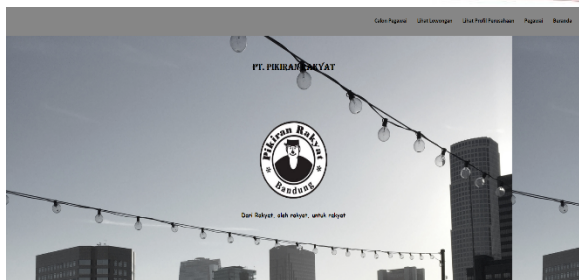 Calon Pegawai Lihat Lowongan Lihat Profil Perusahaan Pegawai Beranda
PT. PIKIRAN RAKYAT
Pikiran Rakyat
Bandung
Dari Rakyat, oleh rakyat, untuk rakyat